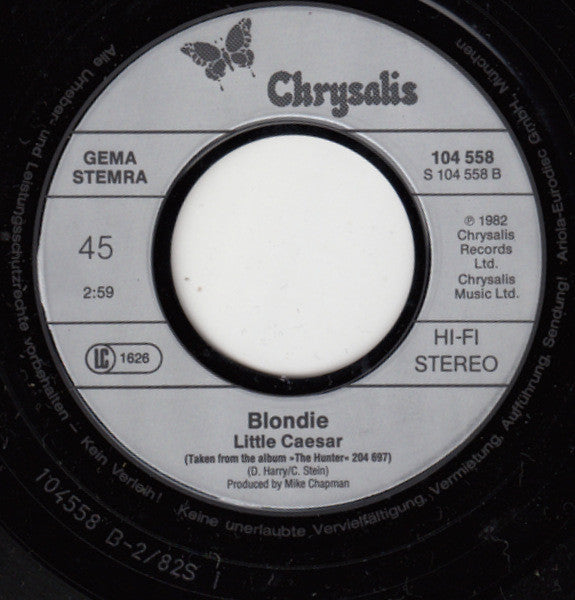 Chrysalis
GEMA
STEMRA
104 558
S 104 558 B
45
2:59
℗ 1982
Chrysalis
Records
Ltd.
Chrysalis
Music Ltd.
LC 1626
HI-FI
STEREO
Blondie
Little Caesar
(Taken from the album »The Hunter« 204 697)
(D. Harry/C. Stein)
Produced by Mike Chapman
Alle Urheber- und Leistungsschutzrechte vorbehalten – Kein Verleih! Keine unerlaubte Vervielfältigung, Vermietung, Aufführung, Sendung! Ariola-Eurodisc GmbH, München
104558 B-2/82S